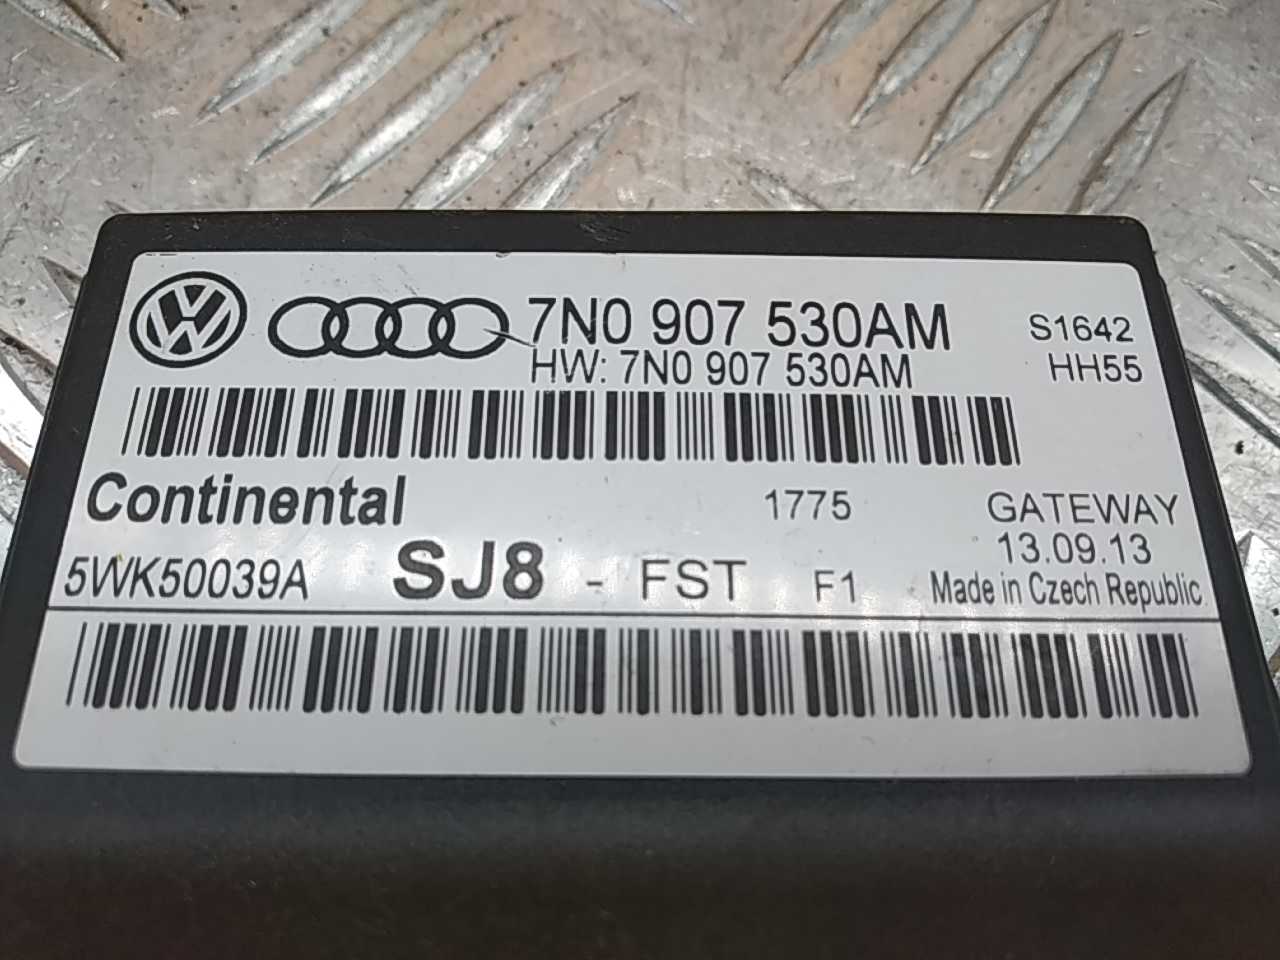 7N0 907 530AM S1642
HW: 7N0 907 530AM HH55
Continental 1775 GATEWAY
13.09.13
5WK50039A SJ8 - FST F1 Made in Czech Republic